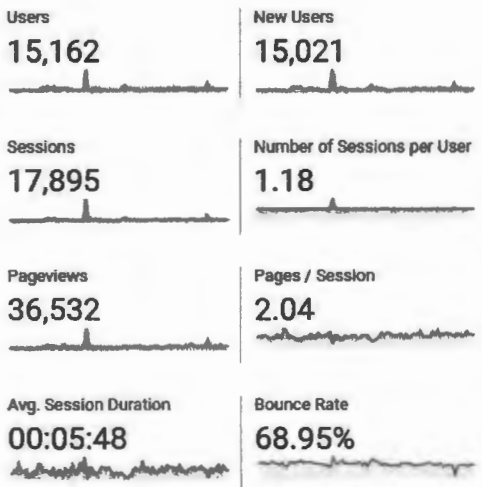 Users
15,162
New Users
15,021
Sessions
17,895
Number of Sessions per User
1.18
Pageviews
36,532
Pages / Session
2.04
Avg. Session Duration
00:05:48
Bounce Rate
68.95%